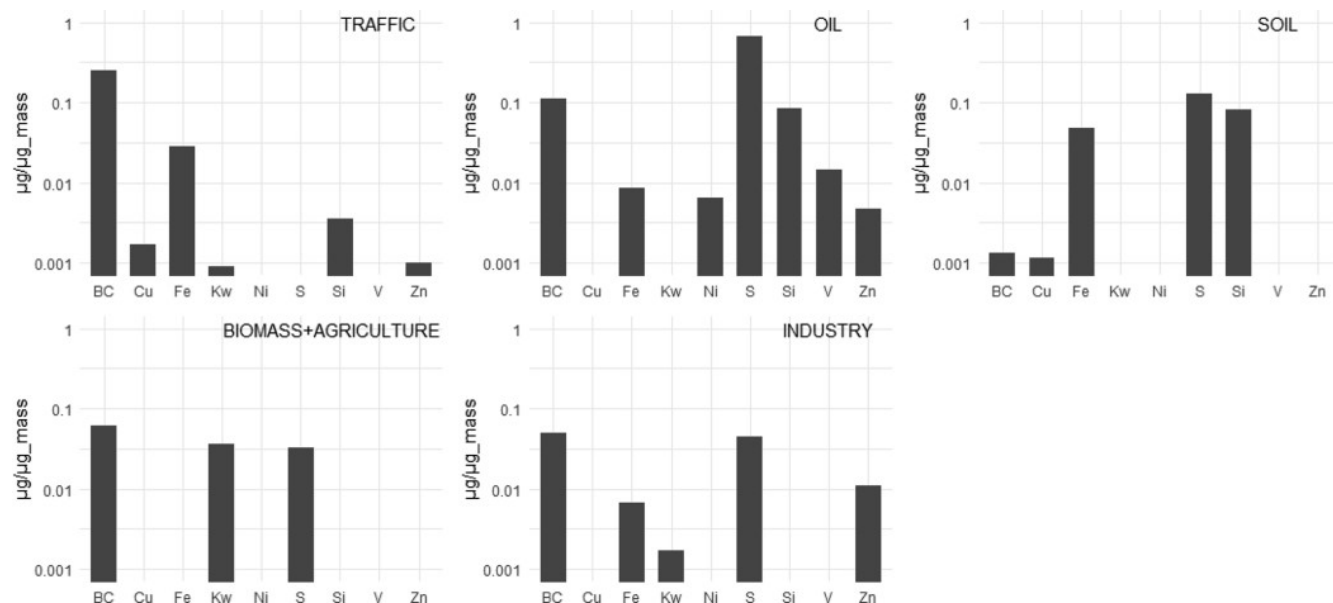 TRAFFIC
µg/µg_mass
1
0.1
0.01
0.001
BC Cu Fe Kw Ni S Si V Zn
OIL
µg/µg_mass
1
0.1
0.01
0.001
BC Cu Fe Kw Ni S Si V Zn
SOIL
µg/µg_mass
1
0.1
0.01
0.001
BC Cu Fe Kw Ni S Si V Zn
BIOMASS+AGRICULTURE
µg/µg_mass
1
0.1
0.01
0.001
BC Cu Fe Kw Ni S Si V Zn
INDUSTRY
µg/µg_mass
1
0.1
0.01
0.001
BC Cu Fe Kw Ni S Si V Zn